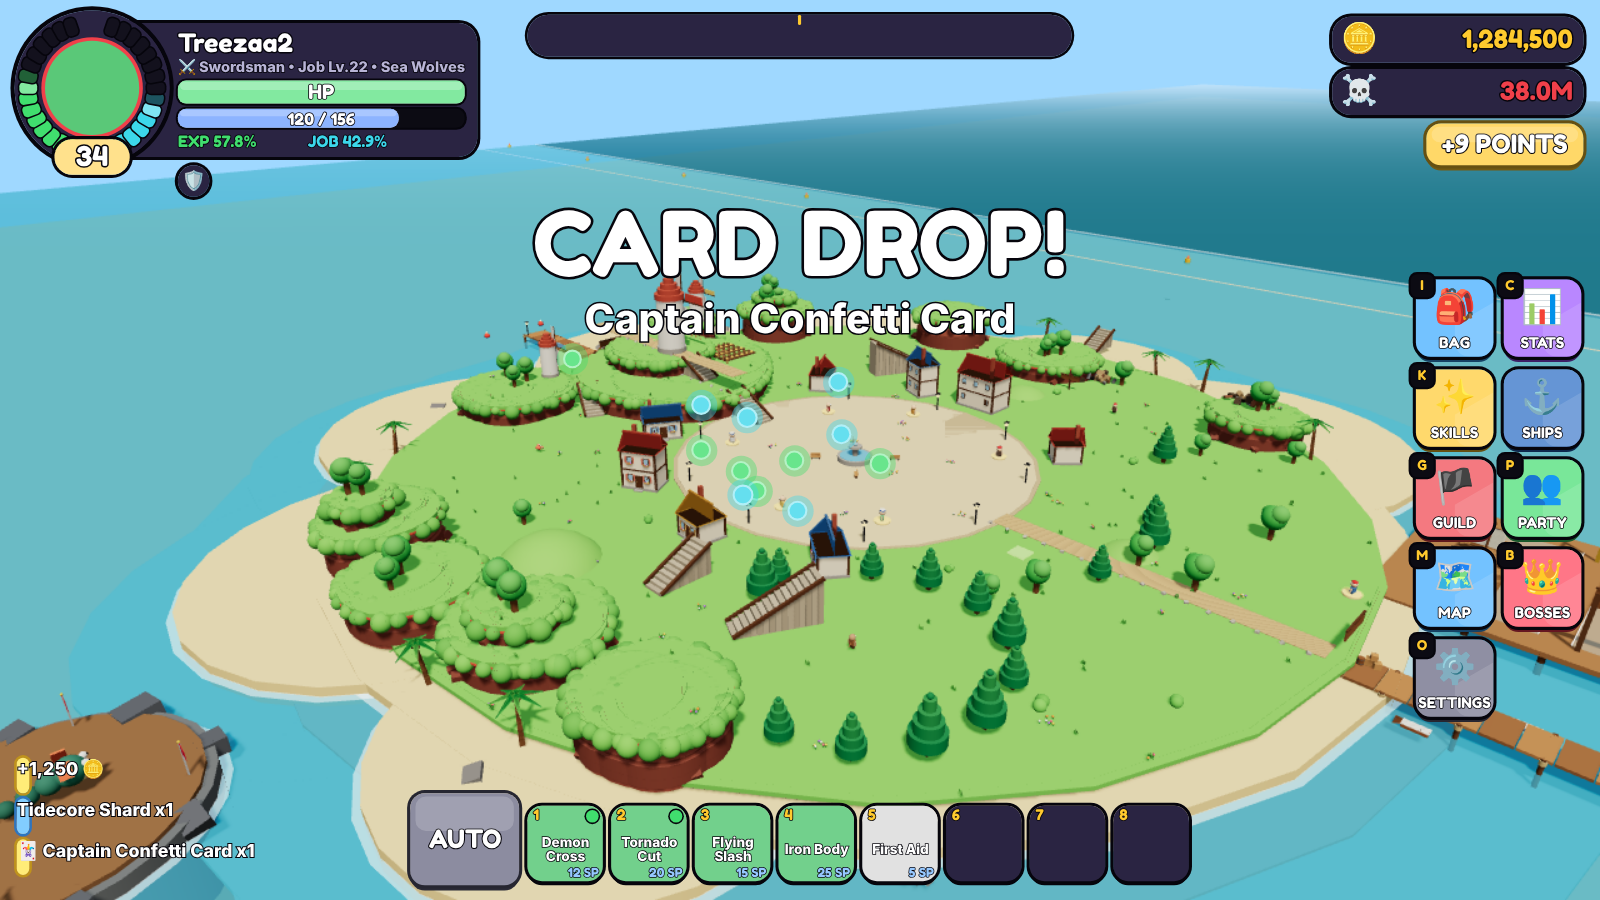 Treezaa2
Swordsman • Job Lv.22 • Sea Wolves
HP
120 / 156
EXP 57.8% JOB 42.9%
34
1,284,500
38.0M
+9 POINTS
CARD DROP!
Captain Confetti Card
I BAG
C STATS
K SKILLS
SHIPS
G GUILD
P PARTY
M MAP
B BOSSES
O SETTINGS
+1,250
Tidecore Shard x1
Captain Confetti Card x1
AUTO
1 Demon Cross 12 SP
2 Tornado Cut 20 SP
3 Flying Slash 15 SP
4 Iron Body 25 SP
5 First Aid 5 SP
6
7
8